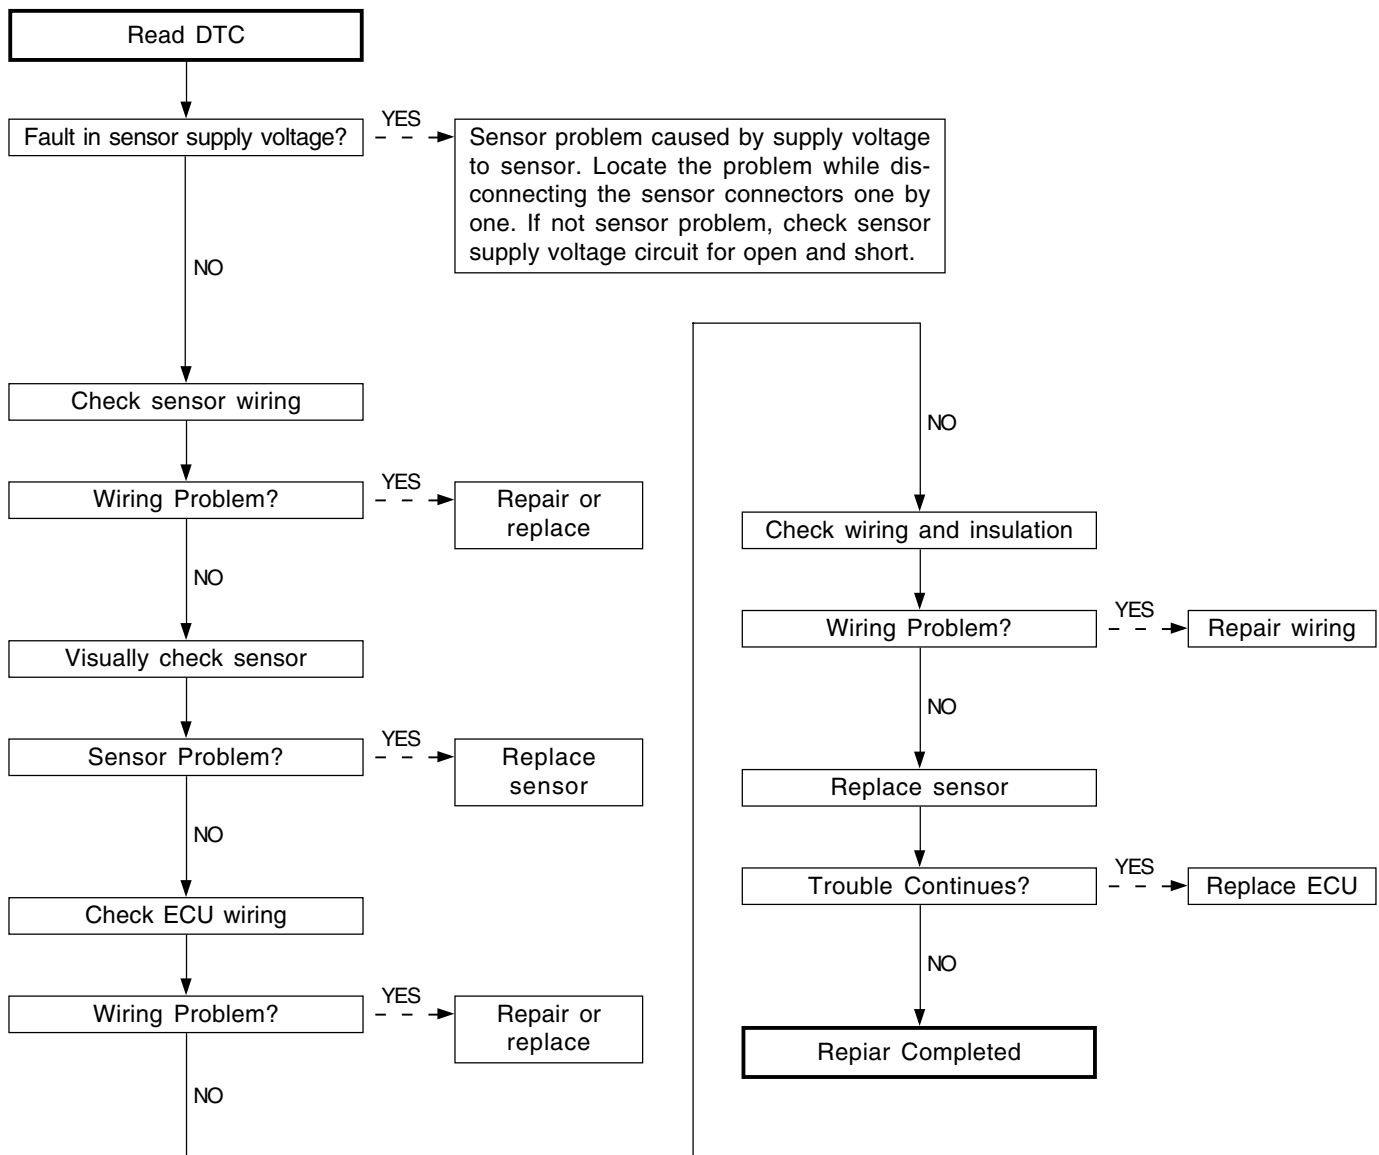 Read DTC
Fault in sensor supply voltage?
YES
Sensor problem caused by supply voltage
to sensor. Locate the problem while dis-
connecting the sensor connectors one by
one. If not sensor problem, check sensor
supply voltage circuit for open and short.
NO
Check sensor wiring
Wiring Problem?
YES
Repair or
replace
NO
Visually check sensor
Sensor Problem?
YES
Replace
sensor
NO
Check ECU wiring
Wiring Problem?
YES
Repair or
replace
NO
NO
Check wiring and insulation
Wiring Problem?
YES
Repair wiring
NO
Replace sensor
Trouble Continues?
YES
Replace ECU
NO
Repiar Completed